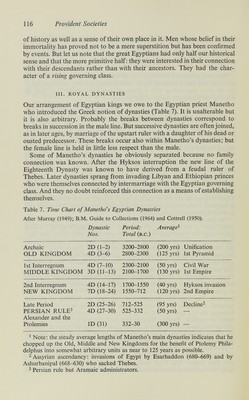 116 Provident Societies
of history as well as a sense of their own place in it. Men whose belief in their
immortality has proved not to be a mere superstition but has been confirmed
by events. But let us note that the great Egyptians had only half our historical
sense and that the more primitive half: they were interested in their connection
with their descendants rather than with their ancestors. They had the char-
acter of a rising governing class.
III. ROYAL DYNASTIES
Our arrangement of Egyptian kings we owe to the Egyptian priest Manetho
who introduced the Greek notion of dynasties (Table 7). It is unalterable but
it is also arbitrary. Probably the breaks between dynasties correspond to
breaks in succession in the male line. But successive dynasties are often joined,
as in later ages, by marriage of the upstart ruler with a daughter of his dead or
ousted predecessor. These breaks occur also within Manetho's dynasties; but
the female line is held in little less respect than the male.
Some of Manetho's dynasties he obviously separated because no family
connection was known. After the Hyksos interruption the new line of the
Eighteenth Dynasty was known to have derived from a feudal ruler of
Thebes. Later dynasties sprang from invading Libyan and Ethiopian princes
who were themselves connected by intermarriage with the Egyptian governing
class. And they no doubt reinforced this connection as a means of establishing
themselves.
Table 7. Time Chart of Manetho's Egyptian Dynasties
After Murray (1949); B.M. Guide to Collections (1964) and Cottrell (1950).
Dynastic Period: Average¹
Nos. Total (B.C.)
Archaic 2D (1–2) 3200–2800 (200 yrs) Unification
OLD KINGDOM 4D (3–6) 2800–2300 (125 yrs) 1st Pyramid
1st Interregnum 4D (7–10) 2300–2100 (50 yrs) Civil War
MIDDLE KINGDOM 3D (11–13) 2100–1700 (130 yrs) 1st Empire
2nd Interregnum 4D (14–17) 1700–1550 (40 yrs) Hyksos invasion
NEW KINGDOM 7D (18–24) 1550–712 (120 yrs) 2nd Empire
Late Period 2D (25–26) 712–525 (95 yrs) Decline²
PERSIAN RULE³ 4D (27–30) 525–332 (50 yrs) —
Alexander and the
Ptolemies 1D (31) 332–30 (300 yrs) —
¹ Note: the steady average lengths of Manetho's main dynasties indicates that he
chopped up the Old, Middle and New Kingdoms for the benefit of Ptolemy Phila-
delphus into somewhat arbitrary units as near to 125 years as possible.
² Assyrian ascendancy: invasions of Egypt by Esarhaddon (680–669) and by
Ashurbanipal (668–630) who sacked Thebes.
³ Persian rule but Aramaic administrators.